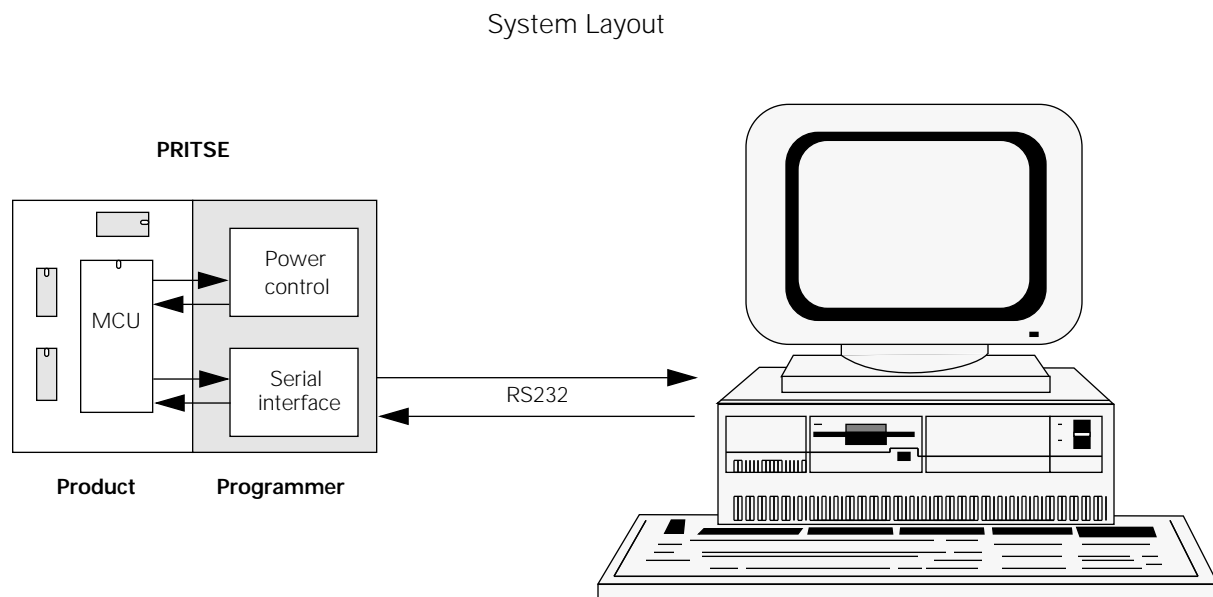 System Layout
PRITSE
Power
control
MCU
Serial
interface
RS232
Product
Programmer